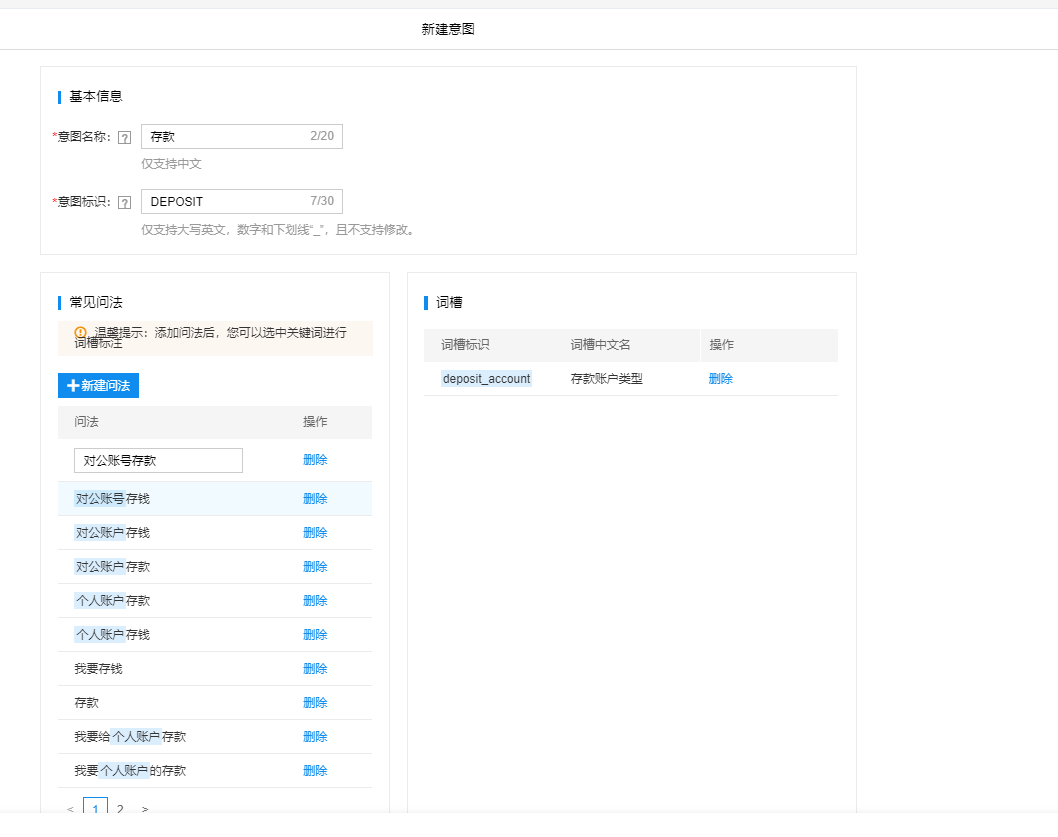 新建意图
基本信息
*意图名称: ? 存款 2/20
仅支持中文
*意图标识: ? DEPOSIT 7/30
仅支持大写英文，数字和下划线"_"，且不支持修改。
常见问法
温馨提示：添加问法后，您可以选中关键词进行
词槽标注
+新建问法
问法 操作
对公账号存款 删除
对公账号存钱 删除
对公账户存钱 删除
对公账户存款 删除
个人账户存款 删除
个人账户存钱 删除
我要存钱 删除
存款 删除
我要给个人账户存款 删除
我要个人账户的存款 删除
< 1 2 >
词槽
词槽标识 词槽中文名 操作
deposit_account 存款账户类型 删除